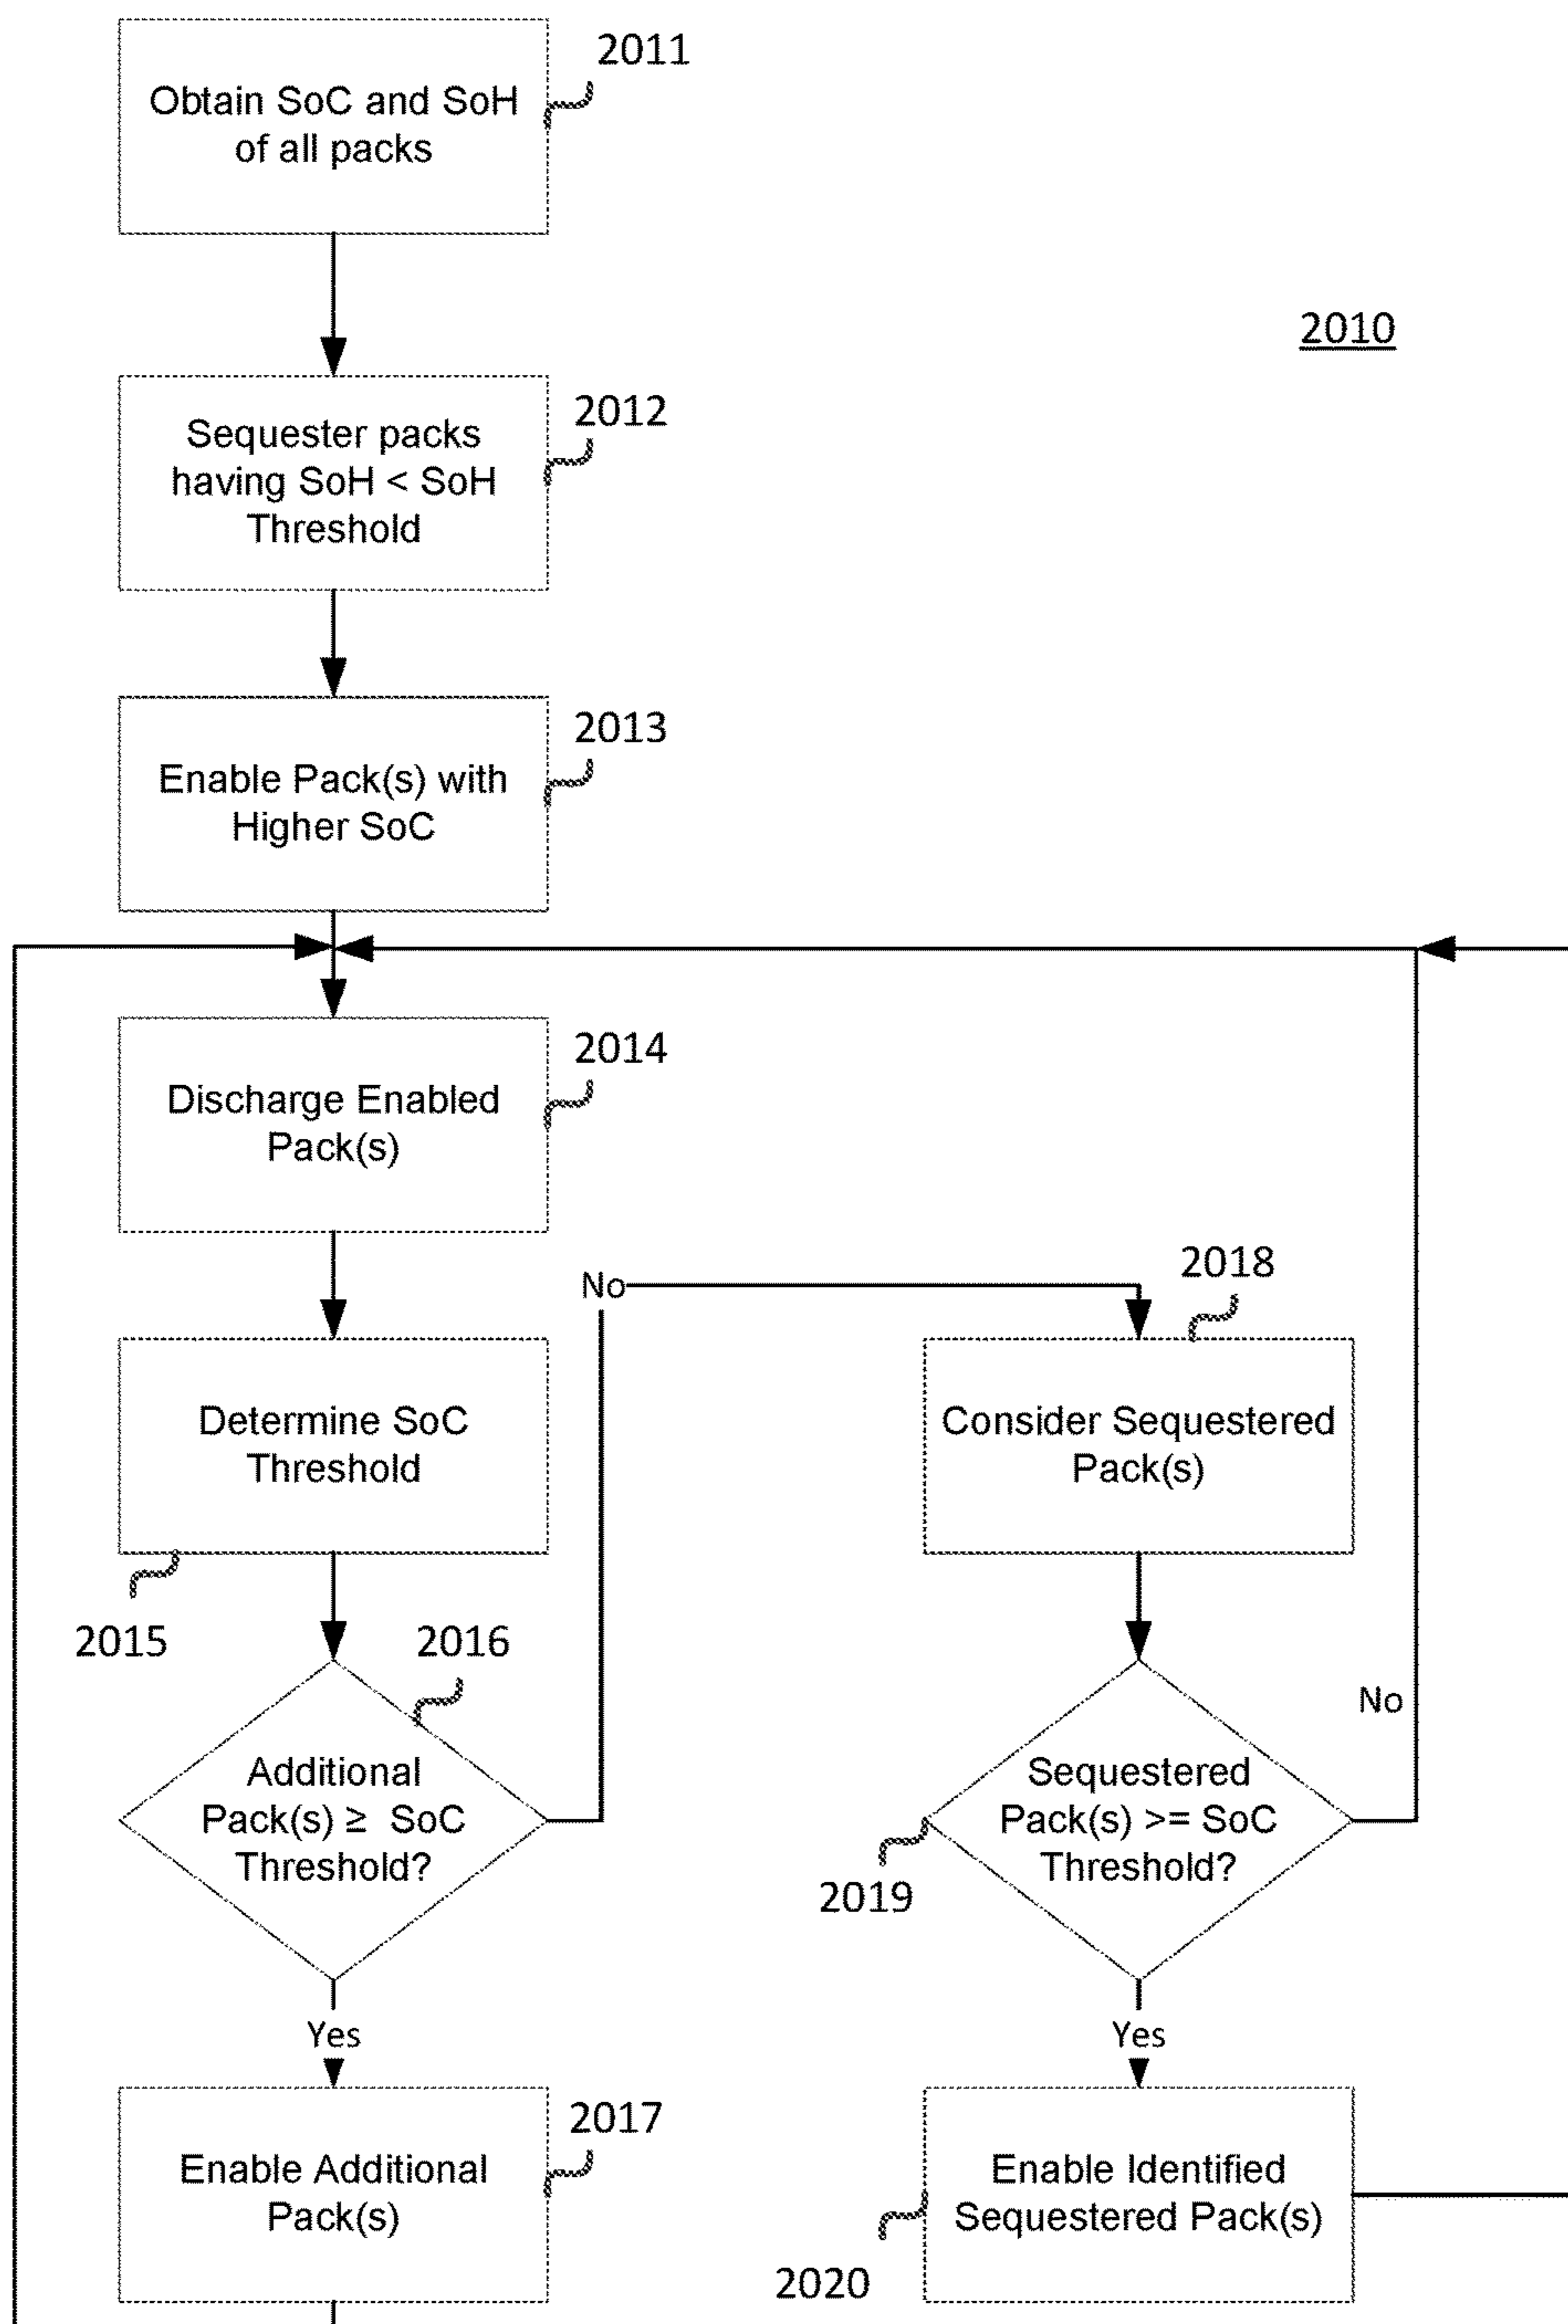 2011
Obtain SoC and SoH
of all packs
2010
2012
Sequester packs
having SoH < SoH
Threshold
2013
Enable Pack(s) with
Higher SoC
2014
Discharge Enabled
Pack(s)
No
2018
Determine SoC
Threshold
Consider Sequestered
Pack(s)
2015
2016
No
Additional
Pack(s) ≥ SoC
Threshold?
Sequestered
Pack(s) >= SoC
Threshold?
2019
Yes
Yes
2017
Enable Additional
Pack(s)
Enable Identified
Sequestered Pack(s)
2020